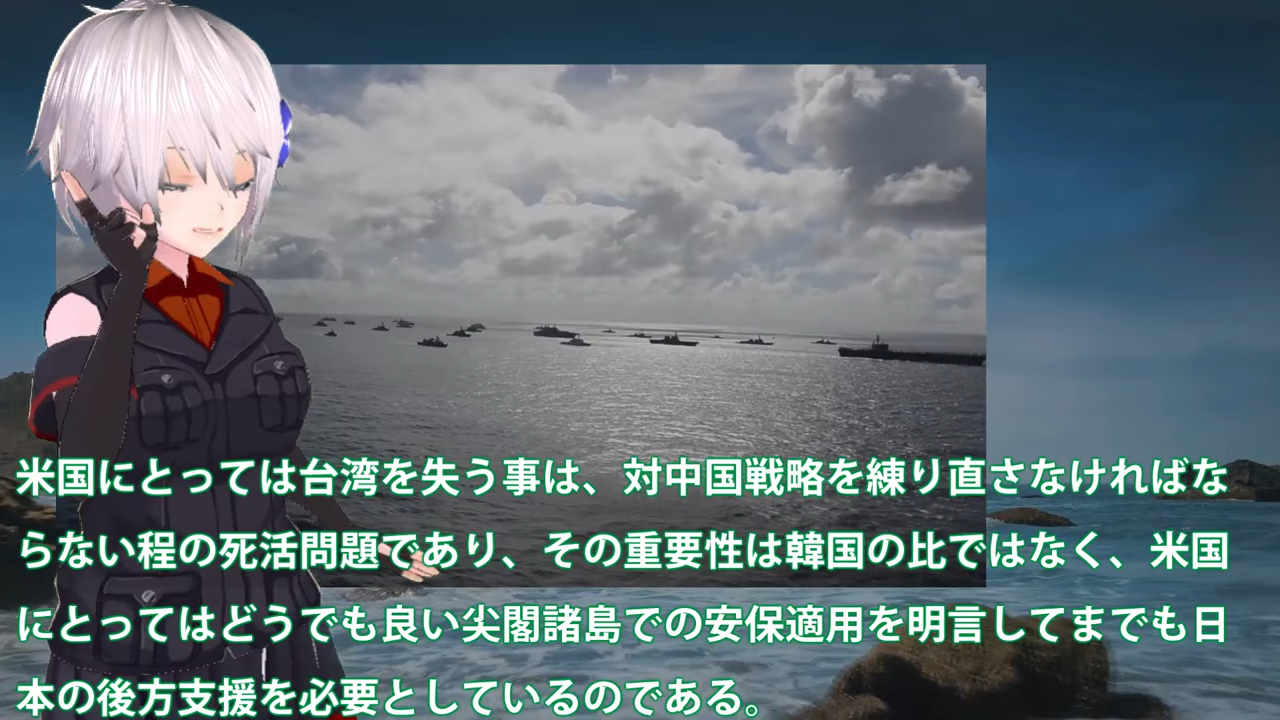 米国にとっては台湾を失う事は、対中国戦略を練り直さなければな
らない程の死活問題であり、その重要性は韓国の比ではなく、米国
にとってはどうでも良い尖閣諸島での安保適用を明言してまでも日
本の後方支援を必要としているのである。